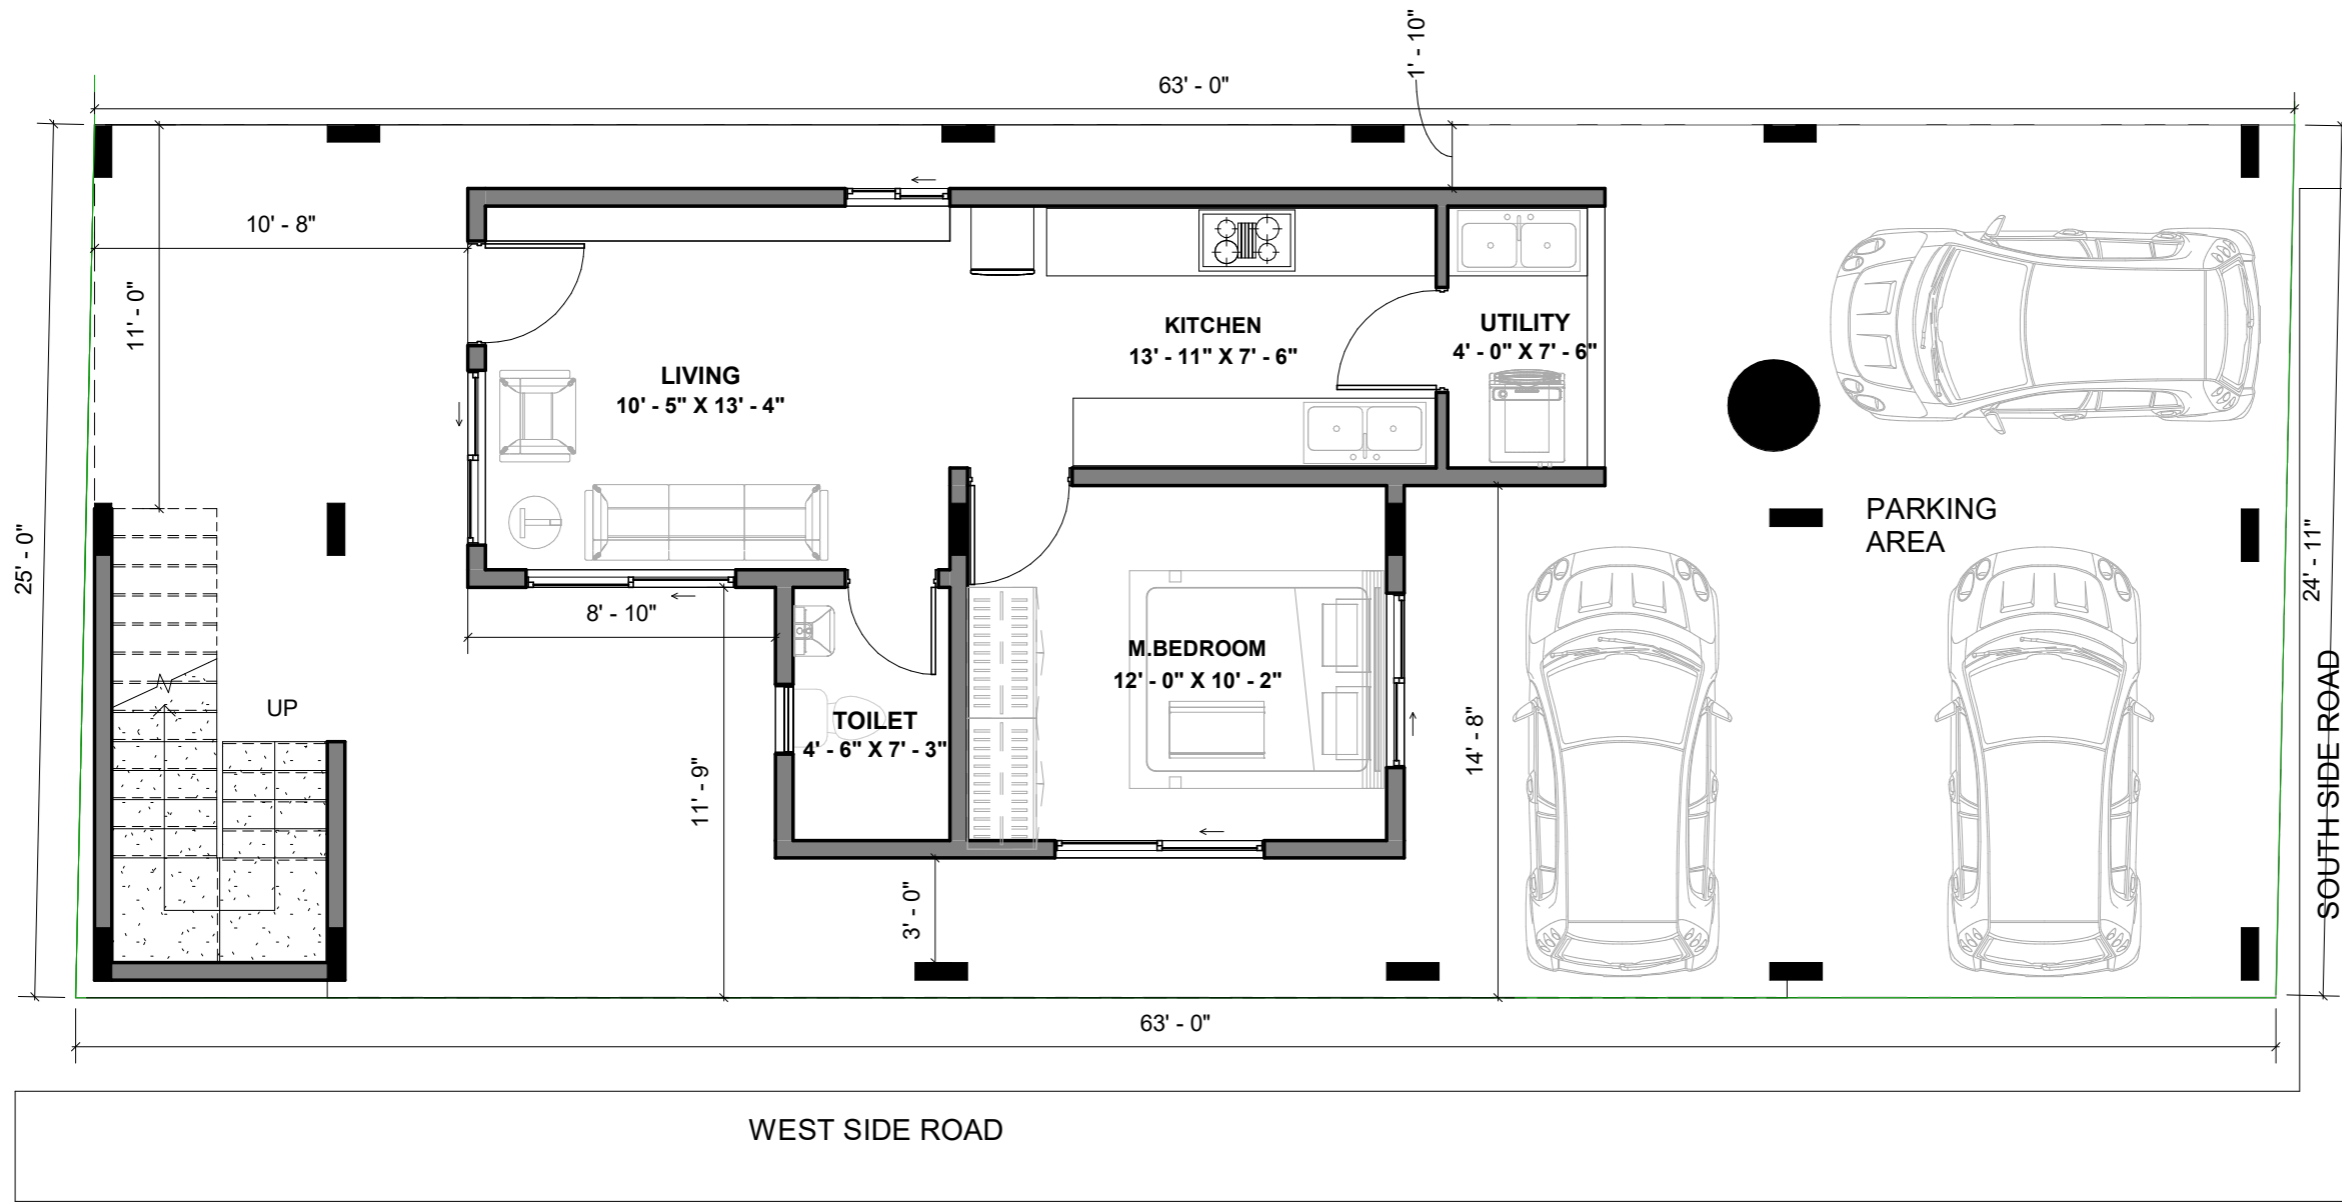 1' - 10"
63' - 0"
10' - 8"
11' - 0"
KITCHEN
13' - 11" X 7' - 6"
UTILITY
4' - 0" X 7' - 6"
LIVING
10' - 5" X 13' - 4"
PARKING
AREA
25' - 0"
24' - 11"
8' - 10"
M.BEDROOM
12' - 0" X 10' - 2"
UP
TOILET
4' - 6" X 7' - 3"
14' - 8"
11' - 9"
SOUTH SIDE ROAD
3' - 0"
63' - 0"
WEST SIDE ROAD